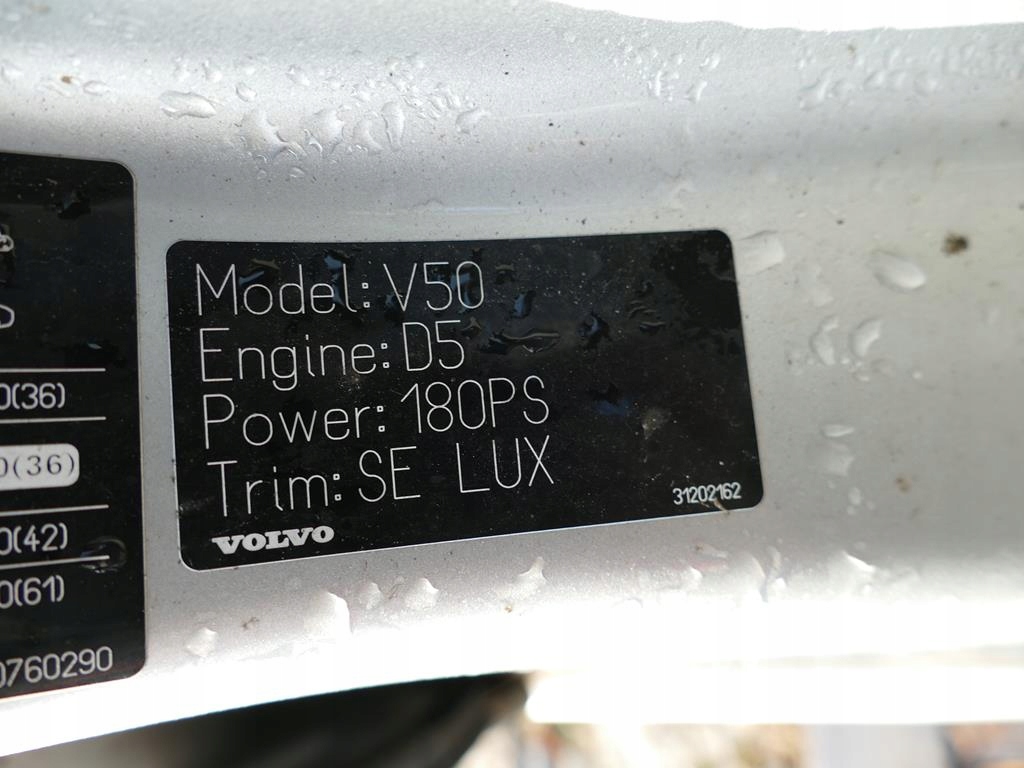 0(36)
0(36)
0(42)
0(61)
0760290
Model: V50
Engine: D5
Power: 180PS
Trim: SE LUX
VOLVO
31202162